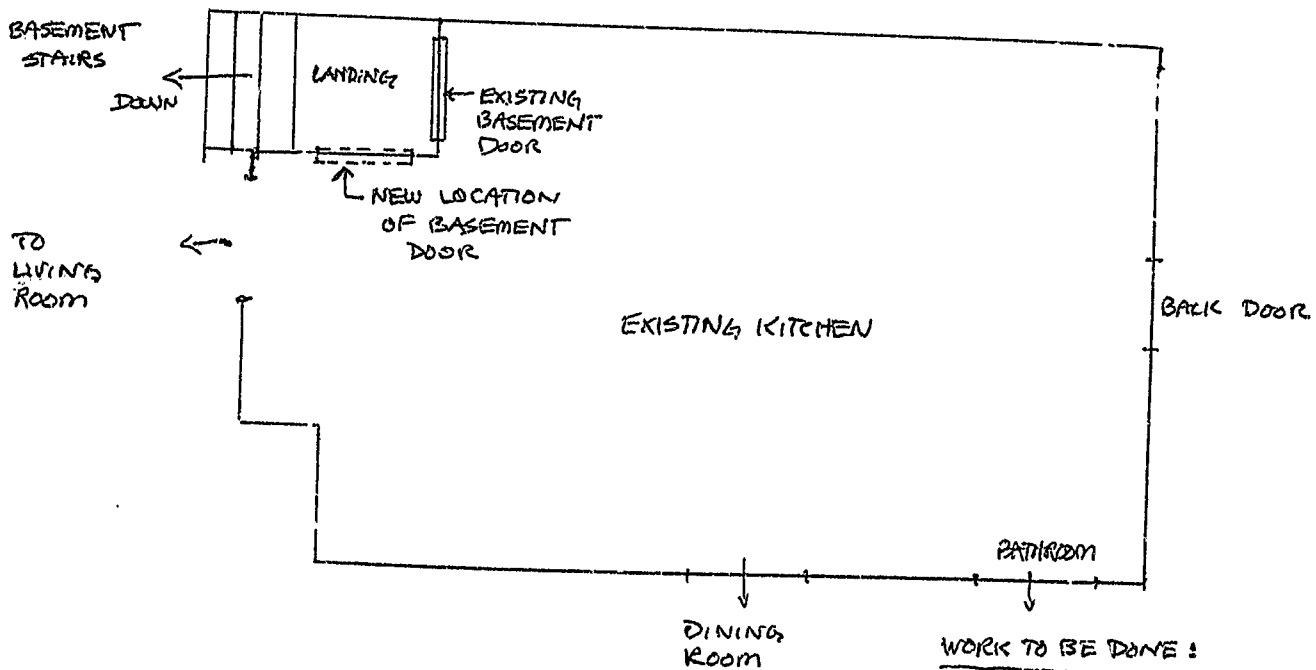 BASEMENT
STAIRS
DOWN
LANDING
EXISTING
BASEMENT
DOOR
NEW LOCATION
OF BASEMENT
DOOR
TO
LIVING
ROOM
EXISTING KITCHEN
BACK DOOR
BATHROOM
DINING
ROOM
WORK TO BE DONE: